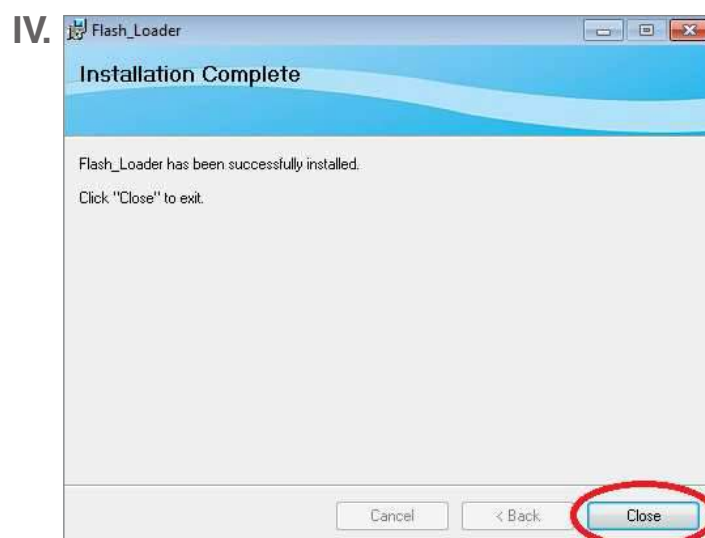 IV.
Flash_Loader
Installation Complete
Flash_Loader has been successfully installed.
Click "Close" to exit.
Cancel
< Back
Close